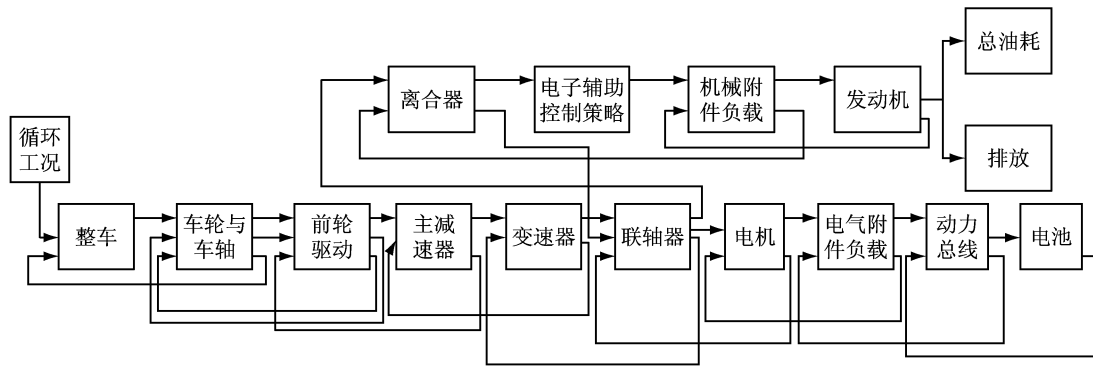 总油耗
离合器
电子辅助
控制策略
机械附
件负载
发动机
循环
工况
排放
整车
车轮与
车轴
前轮
驱动
主减
速器
变速器
联轴器
电机
电气附
件负载
动力
总线
电池